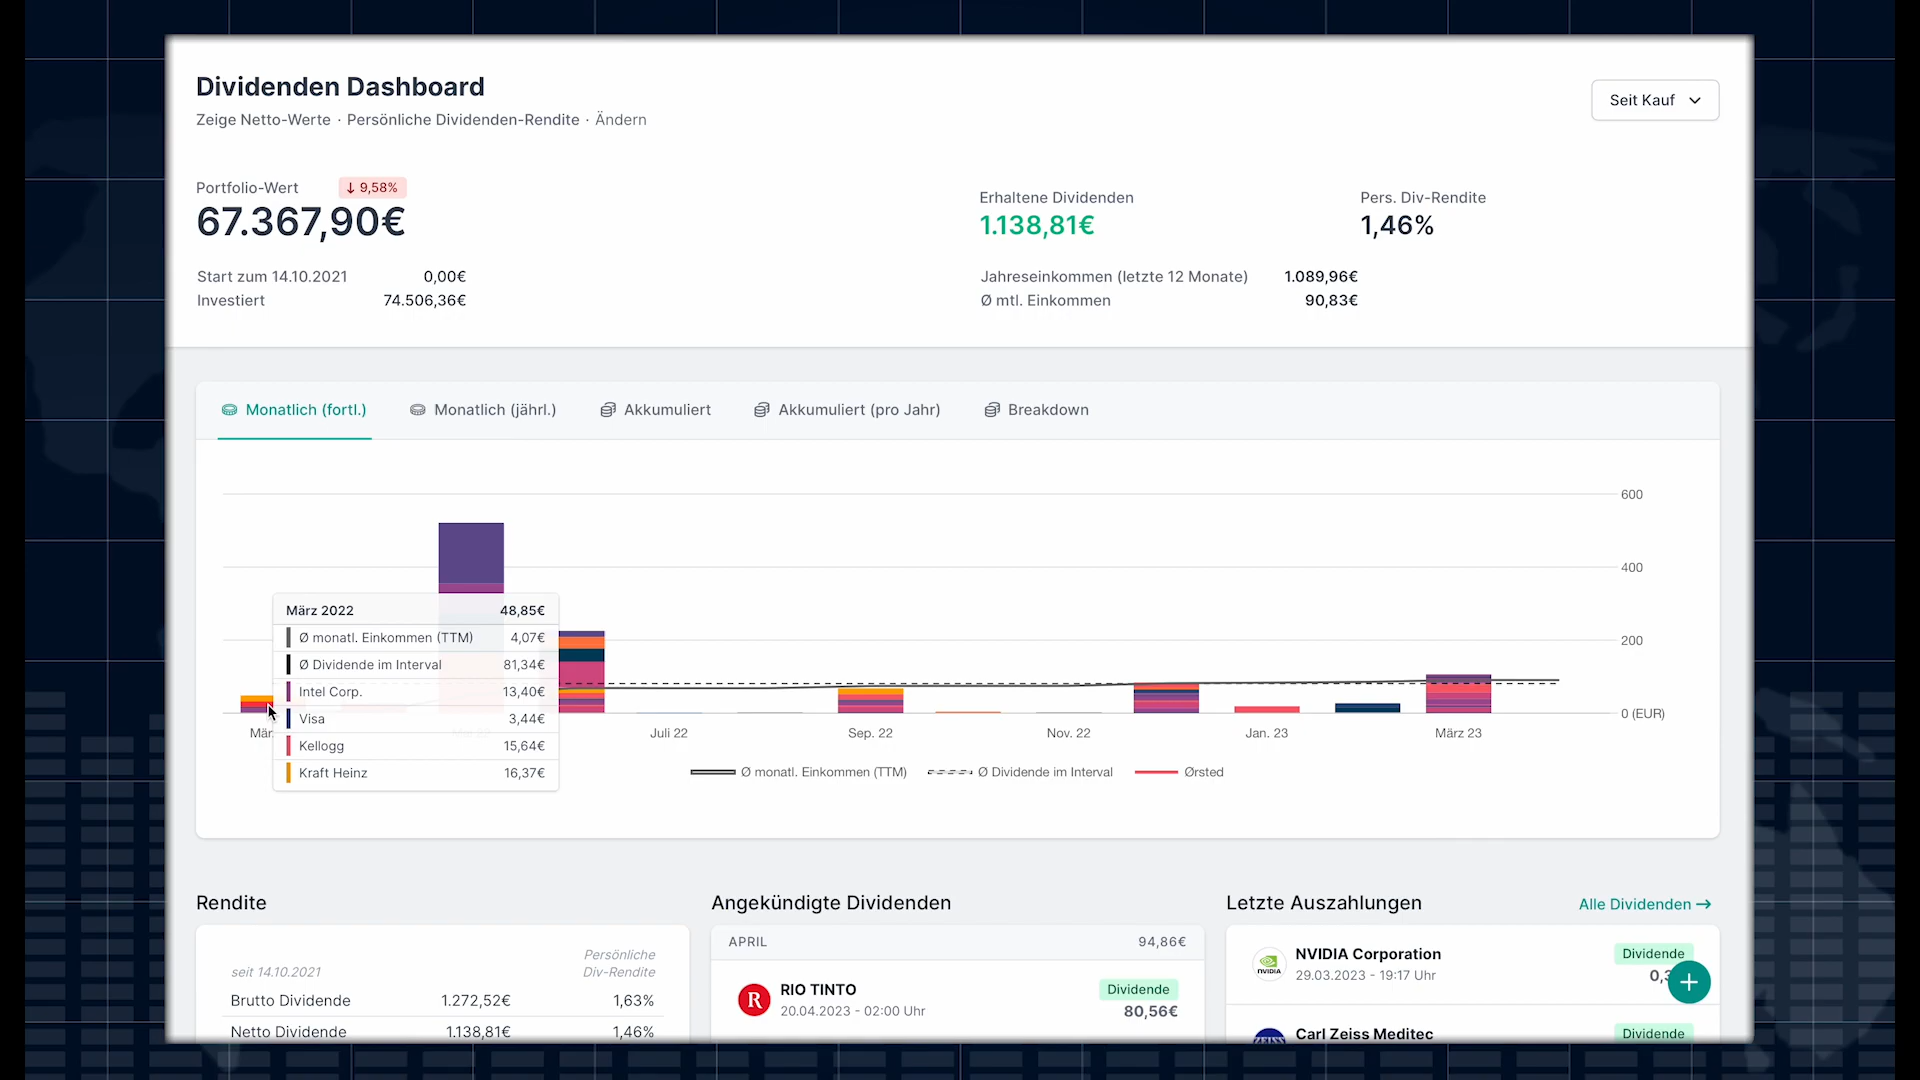 Dividenden Dashboard
Zeige Netto-Werte · Persönliche Dividenden-Rendite · Ändern
Seit Kauf
Portfolio-Wert ↓ 9,58%
67.367,90€
Start zum 14.10.2021 0,00€
Investiert 74.506,36€
Erhaltene Dividenden
1.138,81€
Pers. Div-Rendite
1,46%
Jahreseinkommen (letzte 12 Monate) 1.089,96€
Ø mtl. Einkommen 90,83€
Monatlich (fortl.)
Monatlich (jährl.)
Akkumuliert
Akkumuliert (pro Jahr)
Breakdown
600
400
200
0 (EUR)
März 2022 48,85€
Ø monatl. Einkommen (TTM) 4,07€
Ø Dividende im Interval 81,34€
Intel Corp. 13,40€
Visa 3,44€
Kellogg 15,64€
Kraft Heinz 16,37€
Mär
Juli 22
Sep. 22
Nov. 22
Jan. 23
März 23
Ø monatl. Einkommen (TTM)
Ø Dividende im Interval
Ørsted
Rendite
seit 14.10.2021
Persönliche
Div-Rendite
Brutto Dividende 1.272,52€ 1,63%
Netto Dividende 1.138,81€ 1,46%
Angekündigte Dividenden
APRIL 94,86€
R
RIO TINTO
20.04.2023 - 02:00 Uhr
Dividende
80,56€
Letzte Auszahlungen
Alle Dividenden →
NVIDIA
NVIDIA Corporation
29.03.2023 - 19:17 Uhr
Dividende
0,3
+
ZEISS
Carl Zeiss Meditec
Dividende